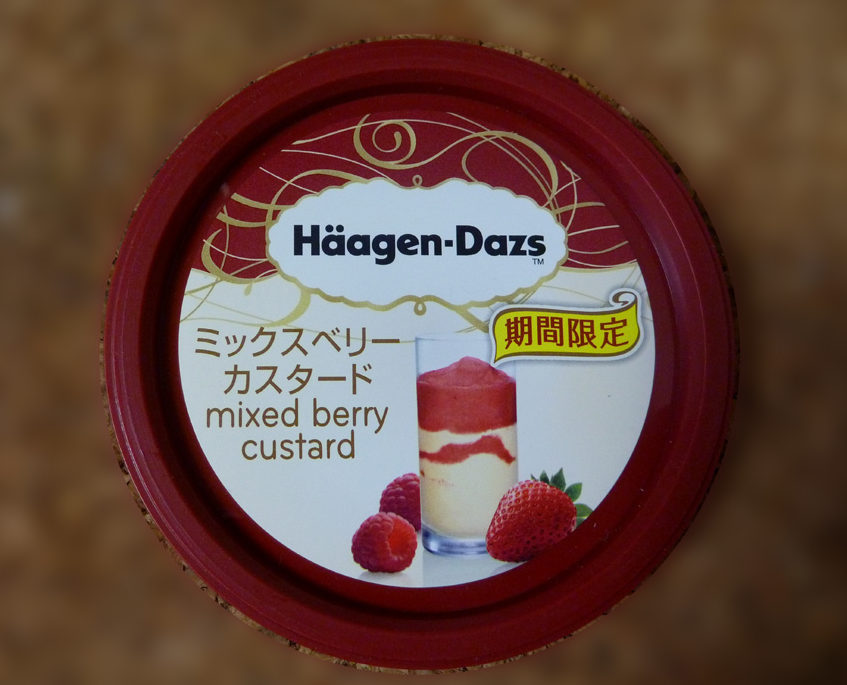 Häagen-Dazs
TM
期間限定
ミックスベリー
カスタード
mixed berry
custard